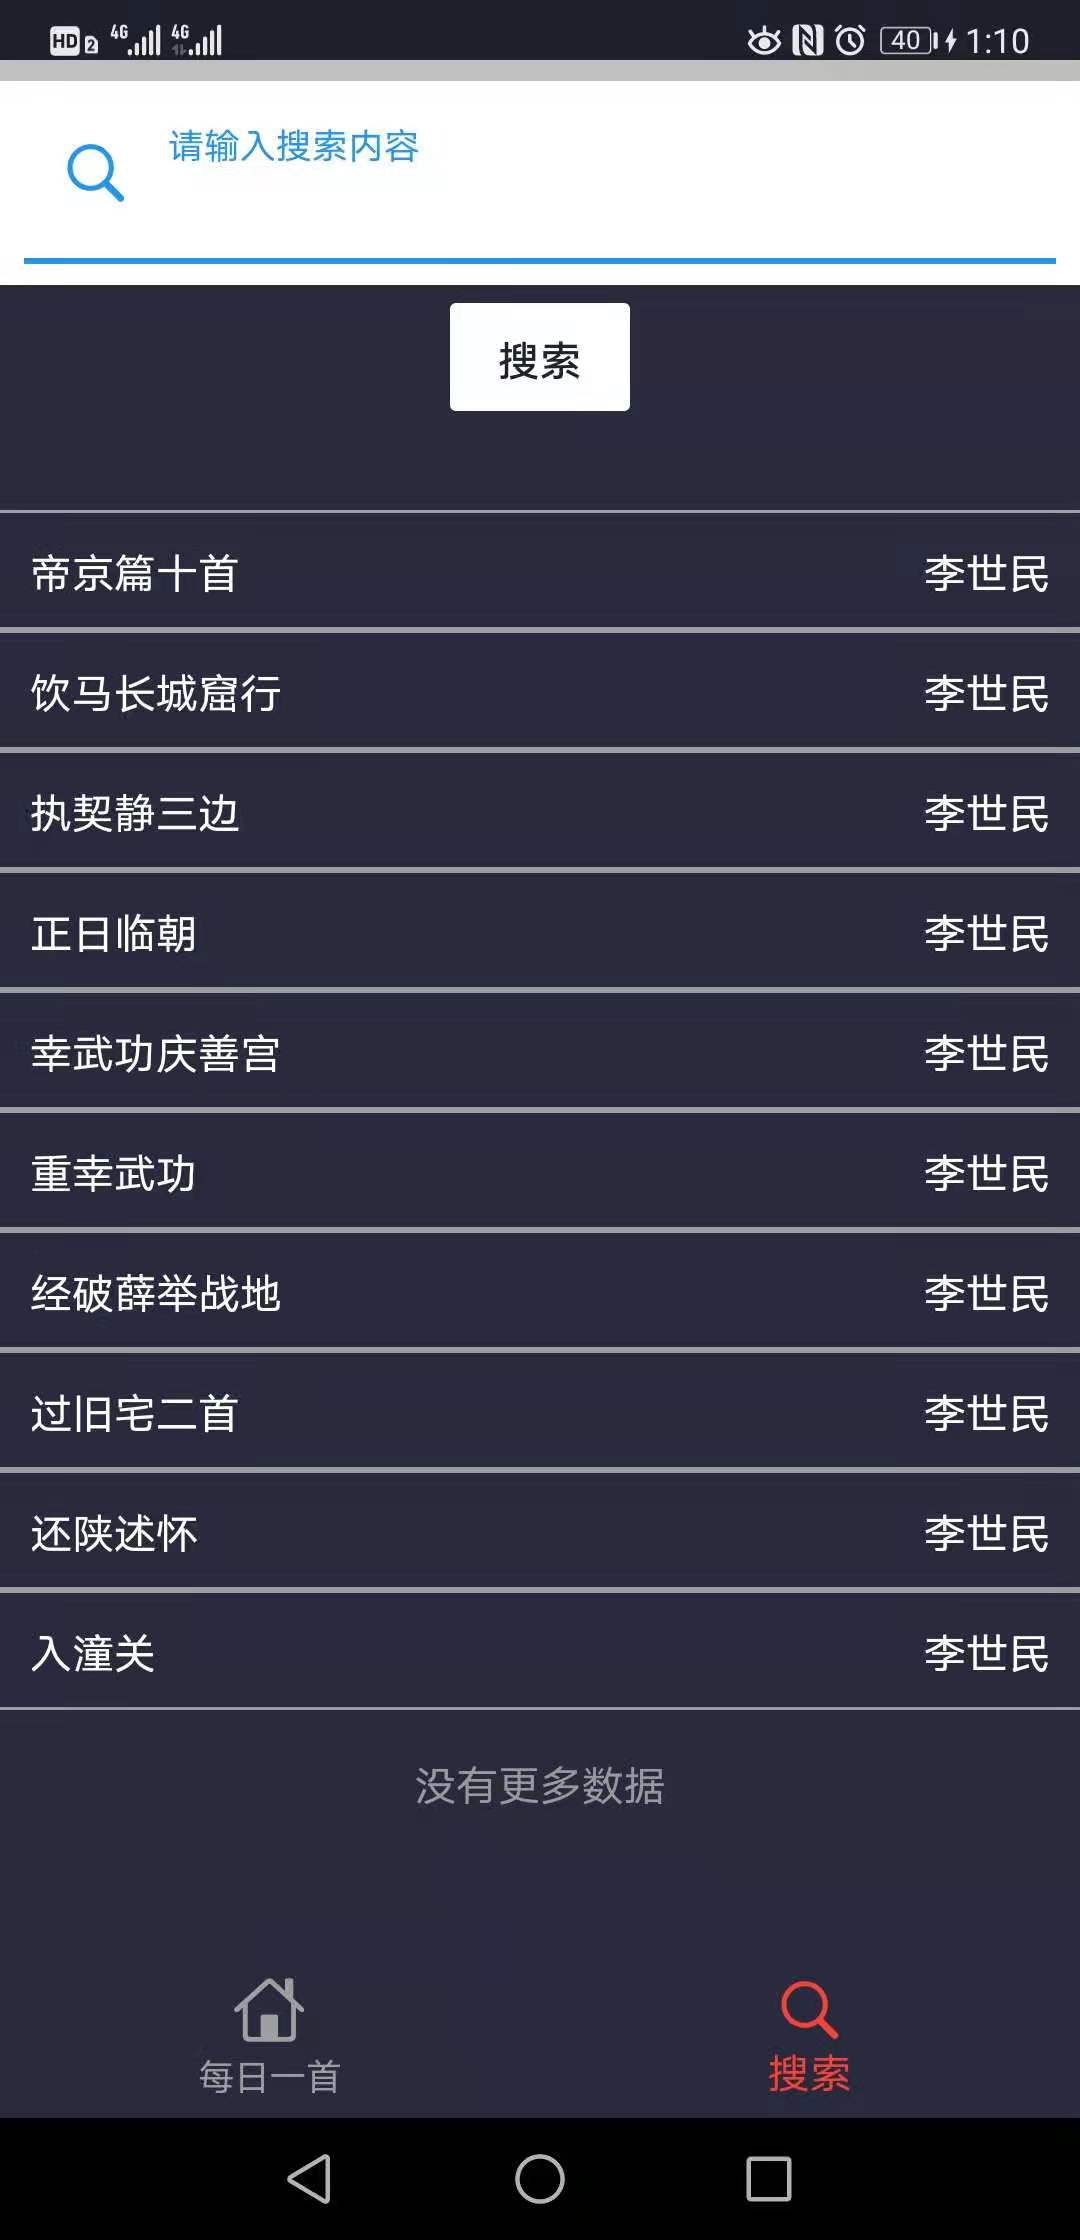 HD 2 4G 4G 40 1:10
请输入搜索内容
搜索
帝京篇十首 李世民
饮马长城窟行 李世民
执契静三边 李世民
正日临朝 李世民
幸武功庆善宫 李世民
重幸武功 李世民
经破薛举战地 李世民
过旧宅二首 李世民
还陕述怀 李世民
入潼关 李世民
没有更多数据
每日一首 搜索